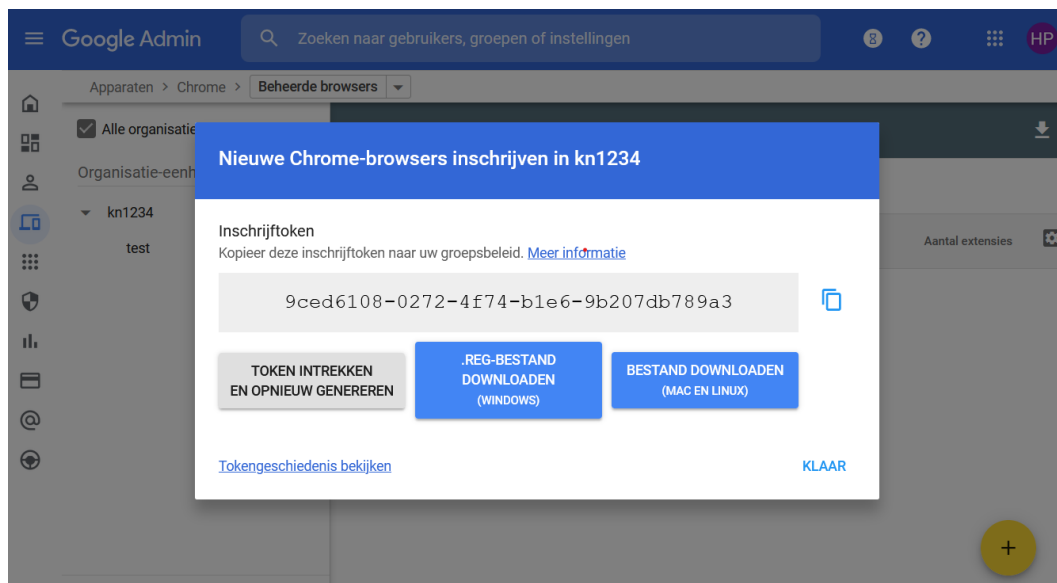 Google Admin
Zoeken naar gebruikers, groepen of instellingen
HP
Apparaten > Chrome > Beheerde browsers
Alle organisatie
Organisatie-eenh
kn1234
test
Aantal extensies
Nieuwe Chrome-browsers inschrijven in kn1234
Inschrijftoken
Kopieer deze inschrijftoken naar uw groepsbeleid. Meer informatie
9ced6108-0272-4f74-b1e6-9b207db789a3
TOKEN INTREKKEN
EN OPNIEUW GENEREREN
.REG-BESTAND
DOWNLOADEN
(WINDOWS)
BESTAND DOWNLOADEN
(MAC EN LINUX)
Tokengeschiedenis bekijken
KLAAR